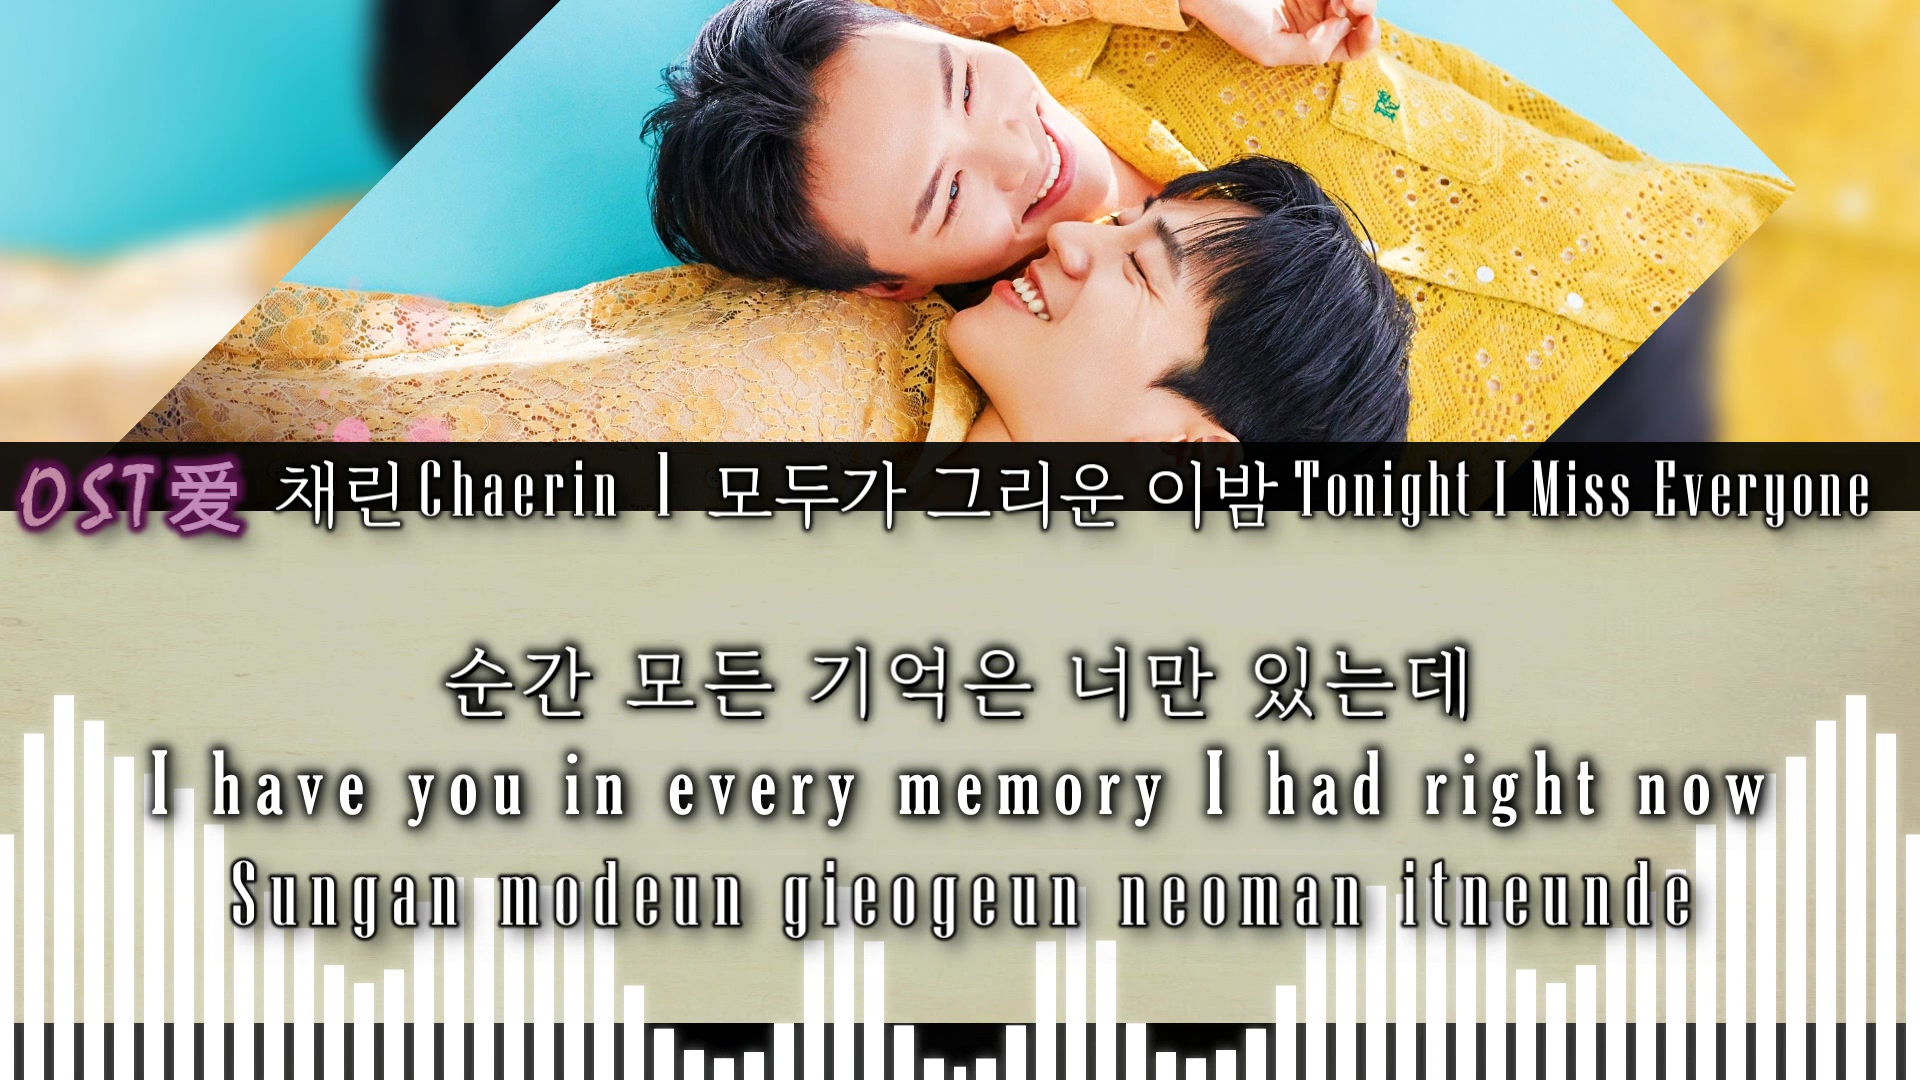 OST爱 채린 Chaerin l 모두가 그리운 이밤 Tonight I Miss Everyone
순간 모든 기억은 너만 있는데
I have you in every memory I had right now
Sungan modeun gieogeun neoman itneunde